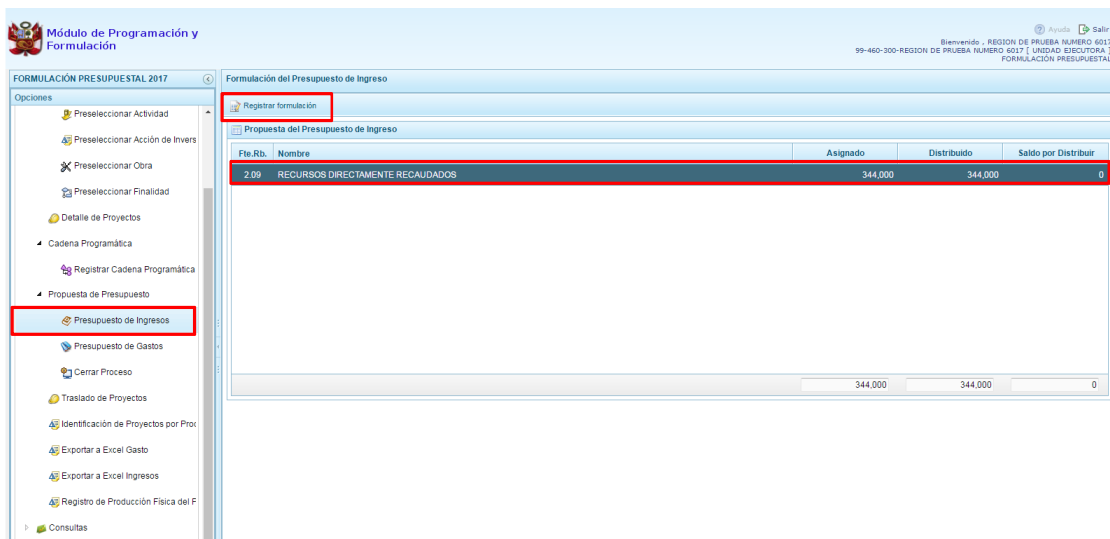 Módulo de Programación y
Formulación
Ayuda Salir
Bienvenido , REGION DE PRUEBA NUMERO 6017
99-460-300-REGION DE PRUEBA NUMERO 6017 [ UNIDAD EJECUTORA ]
FORMULACIÓN PRESUPUESTAL
FORMULACIÓN PRESUPUESTAL 2017
Opciones
Preseleccionar Actividad
Preseleccionar Acción de Invers
Preseleccionar Obra
Preseleccionar Finalidad
Detalle de Proyectos
Cadena Programática
Registrar Cadena Programática
Propuesta de Presupuesto
Presupuesto de Ingresos
Presupuesto de Gastos
Cerrar Proceso
Traslado de Proyectos
Identificación de Proyectos por Proc
Exportar a Excel Gasto
Exportar a Excel Ingresos
Registro de Producción Física del F
Consultas
Formulación del Presupuesto de Ingreso
Registrar formulación
Propuesta del Presupuesto de Ingreso
Fte.Rb. Nombre Asignado Distribuido Saldo por Distribuir
2.09 RECURSOS DIRECTAMENTE RECAUDADOS 344,000 344,000 0
344,000 344,000 0